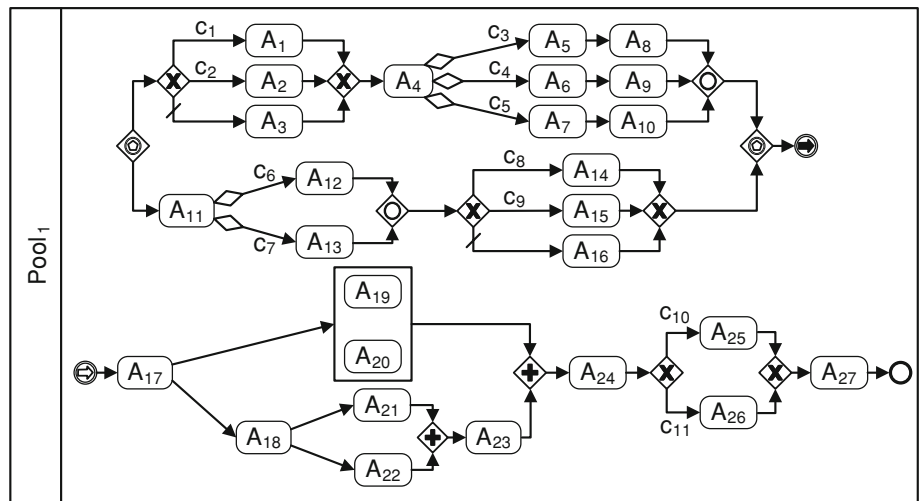 Pool₁
c₁ A₁
c₂ A₂
A₃
A₄
c₃ A₅ A₈
c₄ A₆ A₉
c₅ A₇ A₁₀
A₁₁
c₆ A₁₂
c₇ A₁₃
c₈ A₁₄
c₉ A₁₅
A₁₆
A₁₇
A₁₉
A₂₀
A₁₈
A₂₁
A₂₂
A₂₃
A₂₄
c₁₀ A₂₅
c₁₁ A₂₆
A₂₇